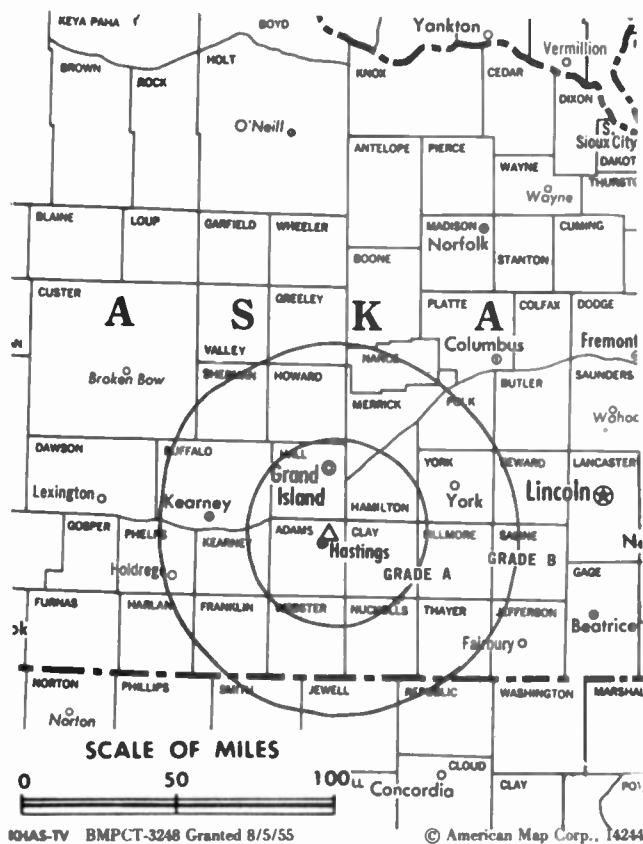 KEYA PAHA
BOYD
Yankton
Vermillion
BROWN
ROCK
HOLT
KNOX
CEDAR
DIXON
O'Neill
S.
Sioux City
ANTELOPE
PIERCE
WAYNE
DAKOT
THURSTO
Wayne
BLAINE
LOUP
GARFIELD
WHEELER
MADISON
CUMING
Norfolk
BOONE
STANTON
CUSTER
GREELEY
PLATTE
COLFAX
DODGE
A S K A
Columbus
Fremont
VALLEY
NANCE
Broken Bow
SHERMAN
HOWARD
BUTLER
SAUNDERS
MERRICK
POLK
Wahoo
DAWSON
BUFFALO
HALL
YORK
SEWARD
LANCASTER
Lexington
Grand
Island
York
Lincoln
Kearney
HAMILTON
GOSPER
PHELPS
KEARNEY
ADAMS
CLAY
FILLMORE
SALINE
Hastings
GRADE A
GRADE B
Holdrege
GAGE
FURNAS
HARLAN
FRANKLIN
WEBSTER
NUCKOLLS
THAYER
JEFFERSON
Beatrice
ok
Fairbury
NORTON
PHILLIPS
SMITH
JEWELL
REPUBLIC
WASHINGTON
MARSHAL
Norton
SCALE OF MILES
CLOUD
0 50 100
CLAY
Concordia
KHAS-TV BMPCT-3248 Granted 8/5/55
© American Map Corp., 14244